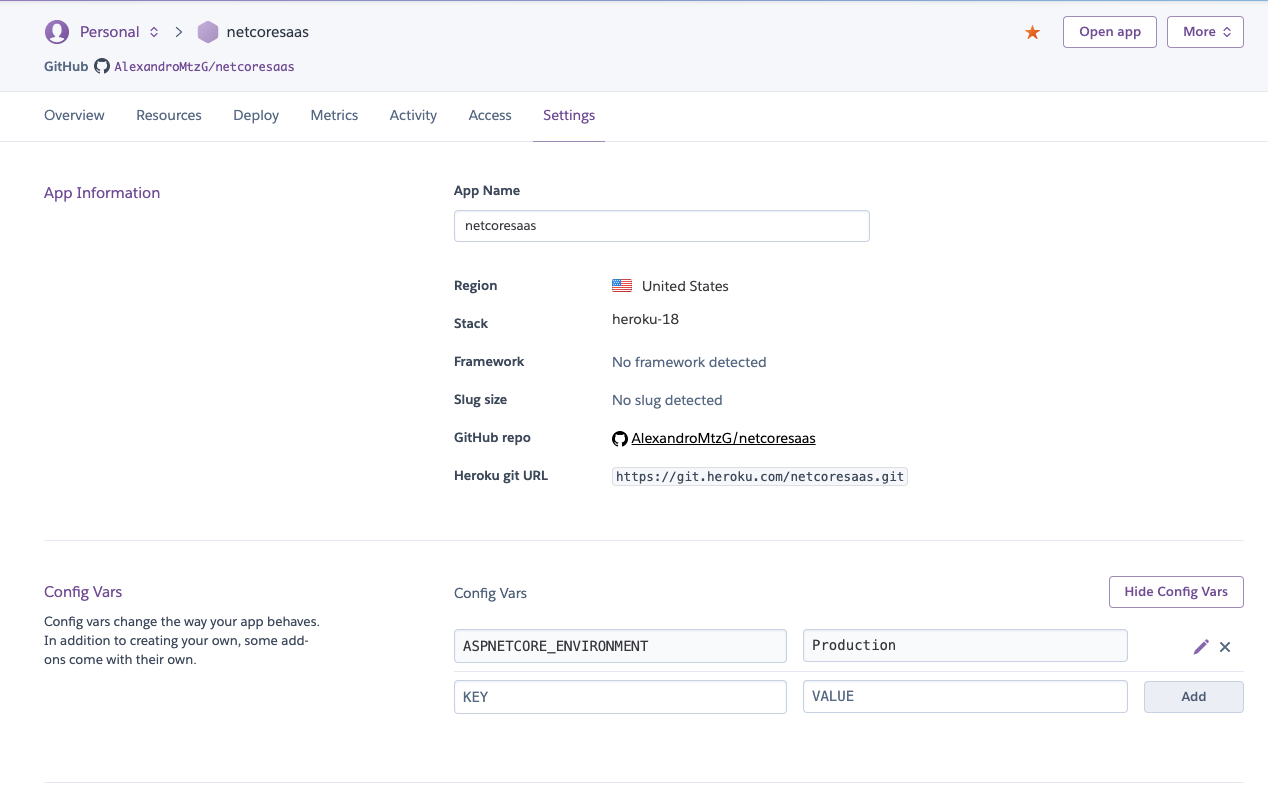 Personal netcoresaas Open app More
GitHub AlexandroMtzG/netcoresaas
Overview Resources Deploy Metrics Activity Access Settings
App Information
App Name
netcoresaas
Region United States
Stack heroku-18
Framework No framework detected
Slug size No slug detected
GitHub repo AlexandroMtzG/netcoresaas
Heroku git URL https://git.heroku.com/netcoresaas.git
Config Vars
Config vars change the way your app behaves.
In addition to creating your own, some add-
ons come with their own.
Config Vars Hide Config Vars
ASPNETCORE_ENVIRONMENT Production
KEY VALUE Add